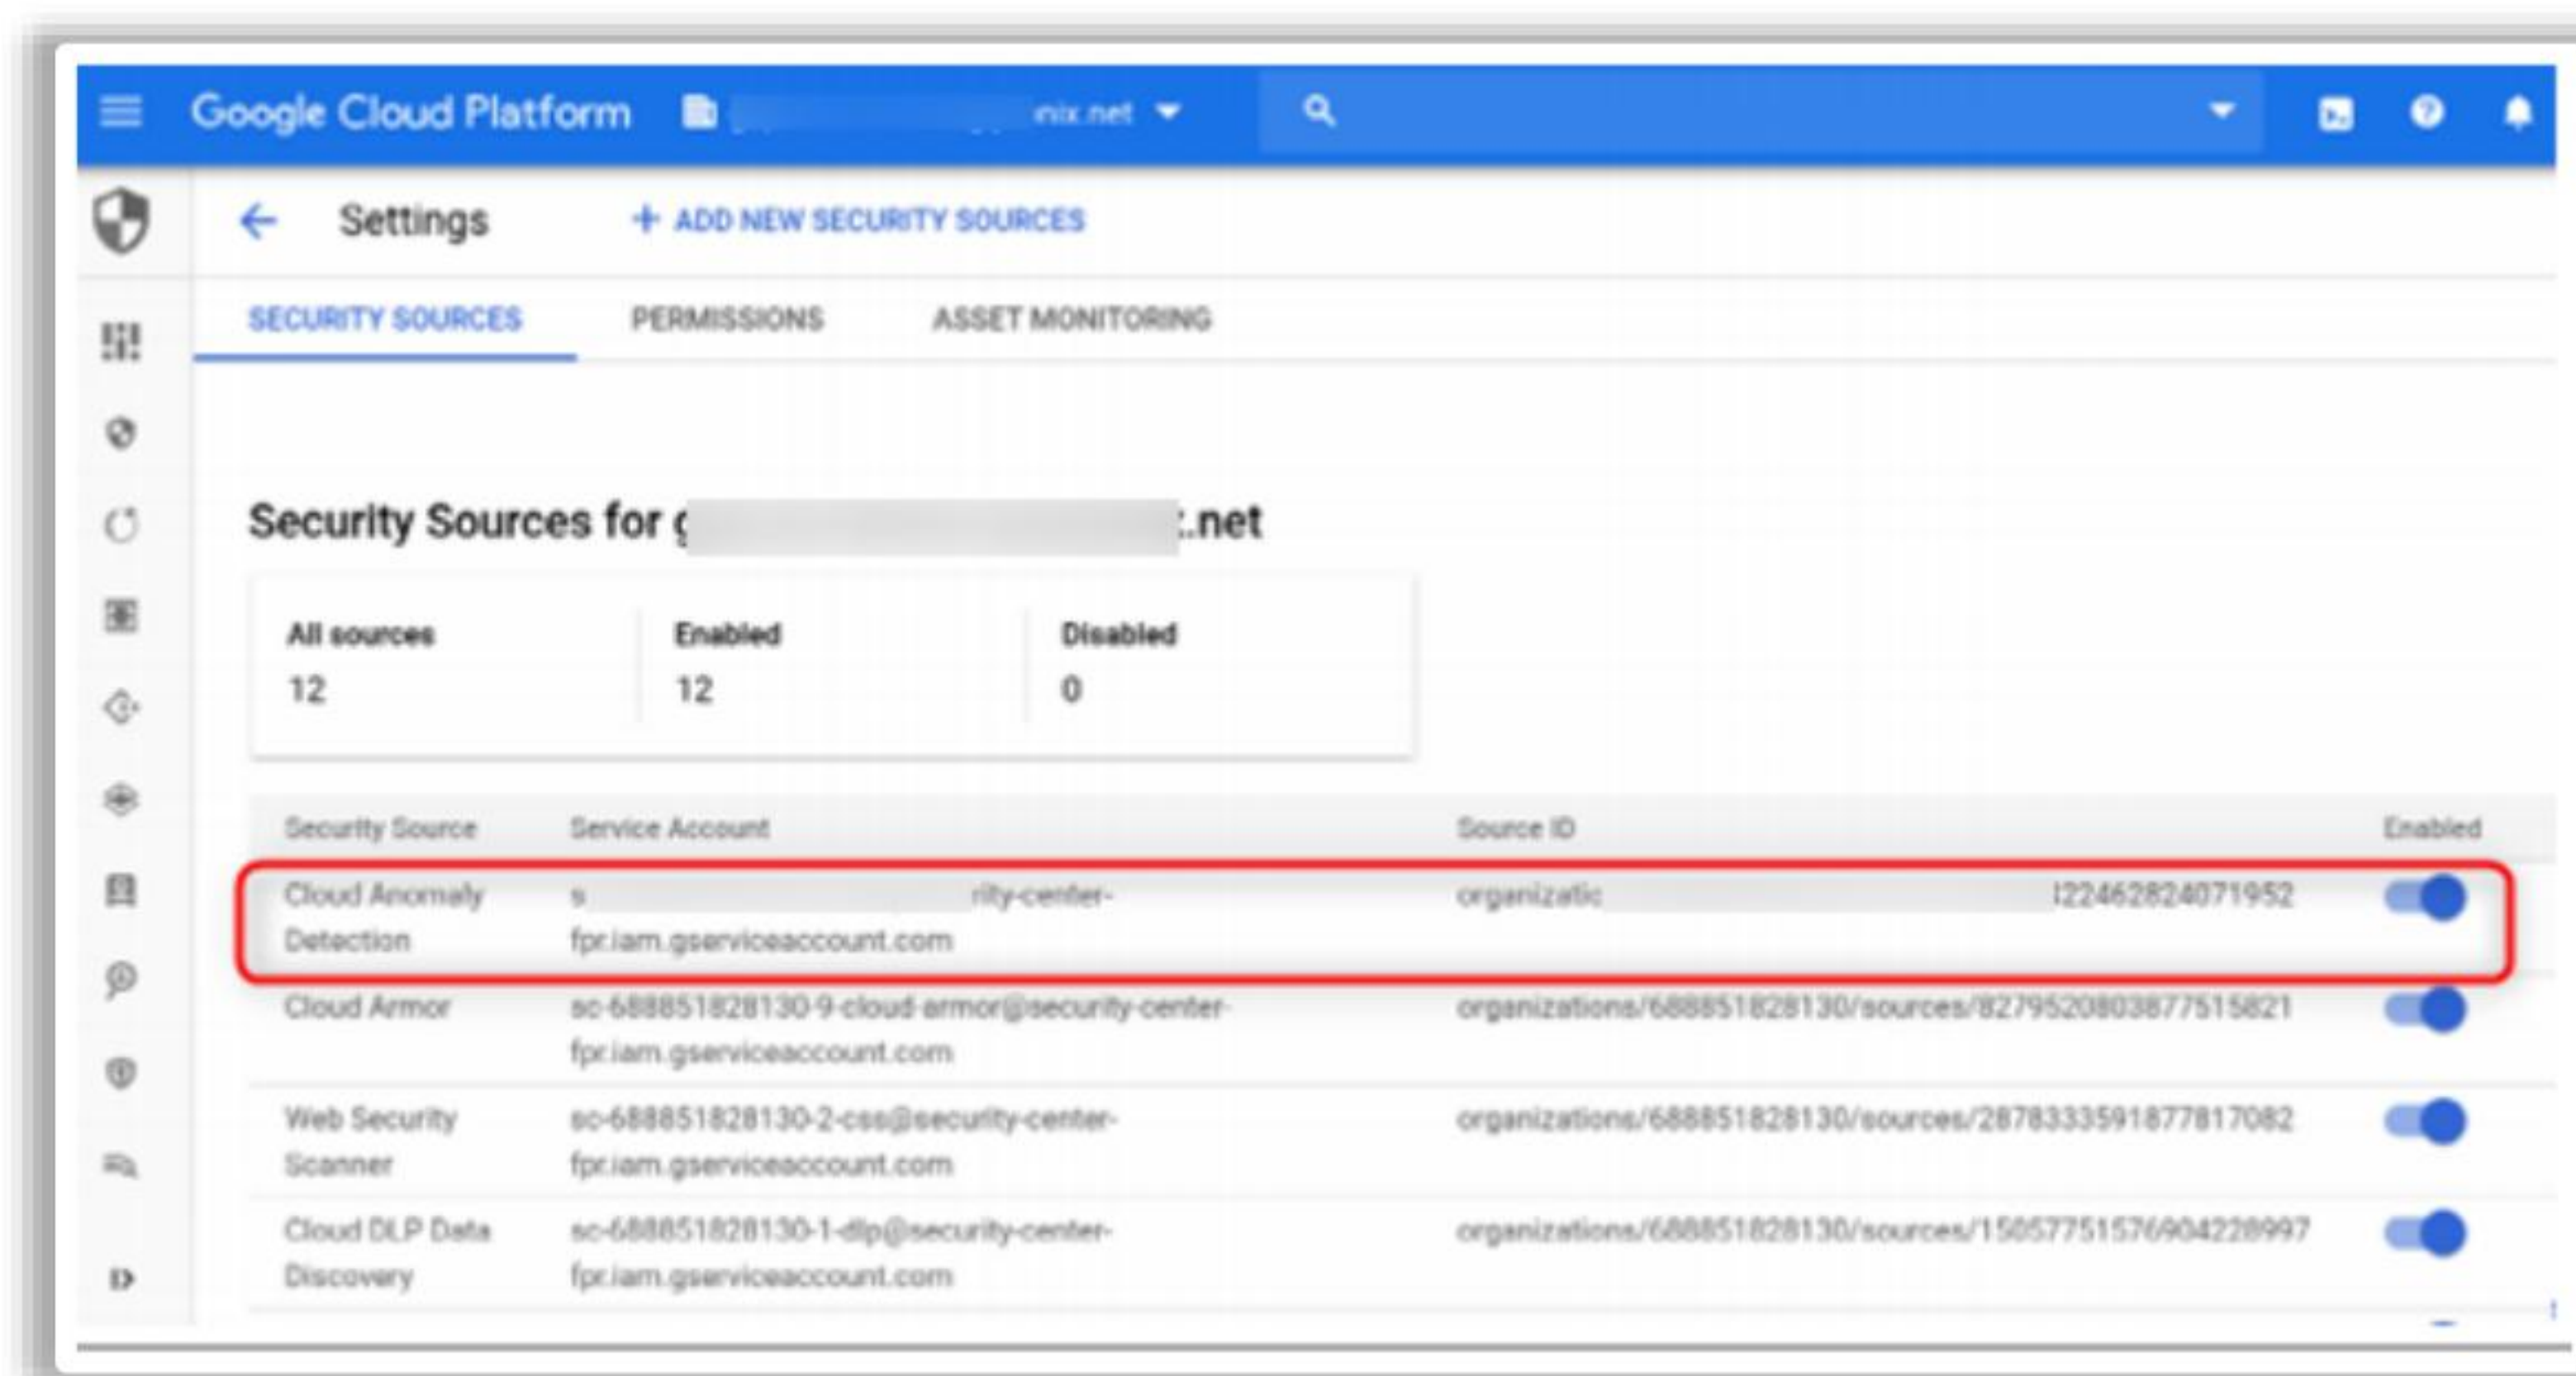 Google Cloud Platform nix.net
Settings + ADD NEW SECURITY SOURCES
SECURITY SOURCES PERMISSIONS ASSET MONITORING
Security Sources for g .net
All sources Enabled Disabled
12 12 0
Security Source Service Account Source ID Enabled
Cloud Anomaly s rity-center- organizatic 22462824071952
Detection fpr.iam.gserviceaccount.com
Cloud Armor sc-688851828130-9-cloud-armor@security-center- organizations/688851828130/sources/8279520803877515821
fpr.iam.gserviceaccount.com
Web Security sc-688851828130-2-css@security-center- organizations/688851828130/sources/2878333591877817082
Scanner fpr.iam.gserviceaccount.com
Cloud DLP Data sc-688851828130-1-dlp@security-center- organizations/688851828130/sources/15057751576904228997
Discovery fpr.iam.gserviceaccount.com